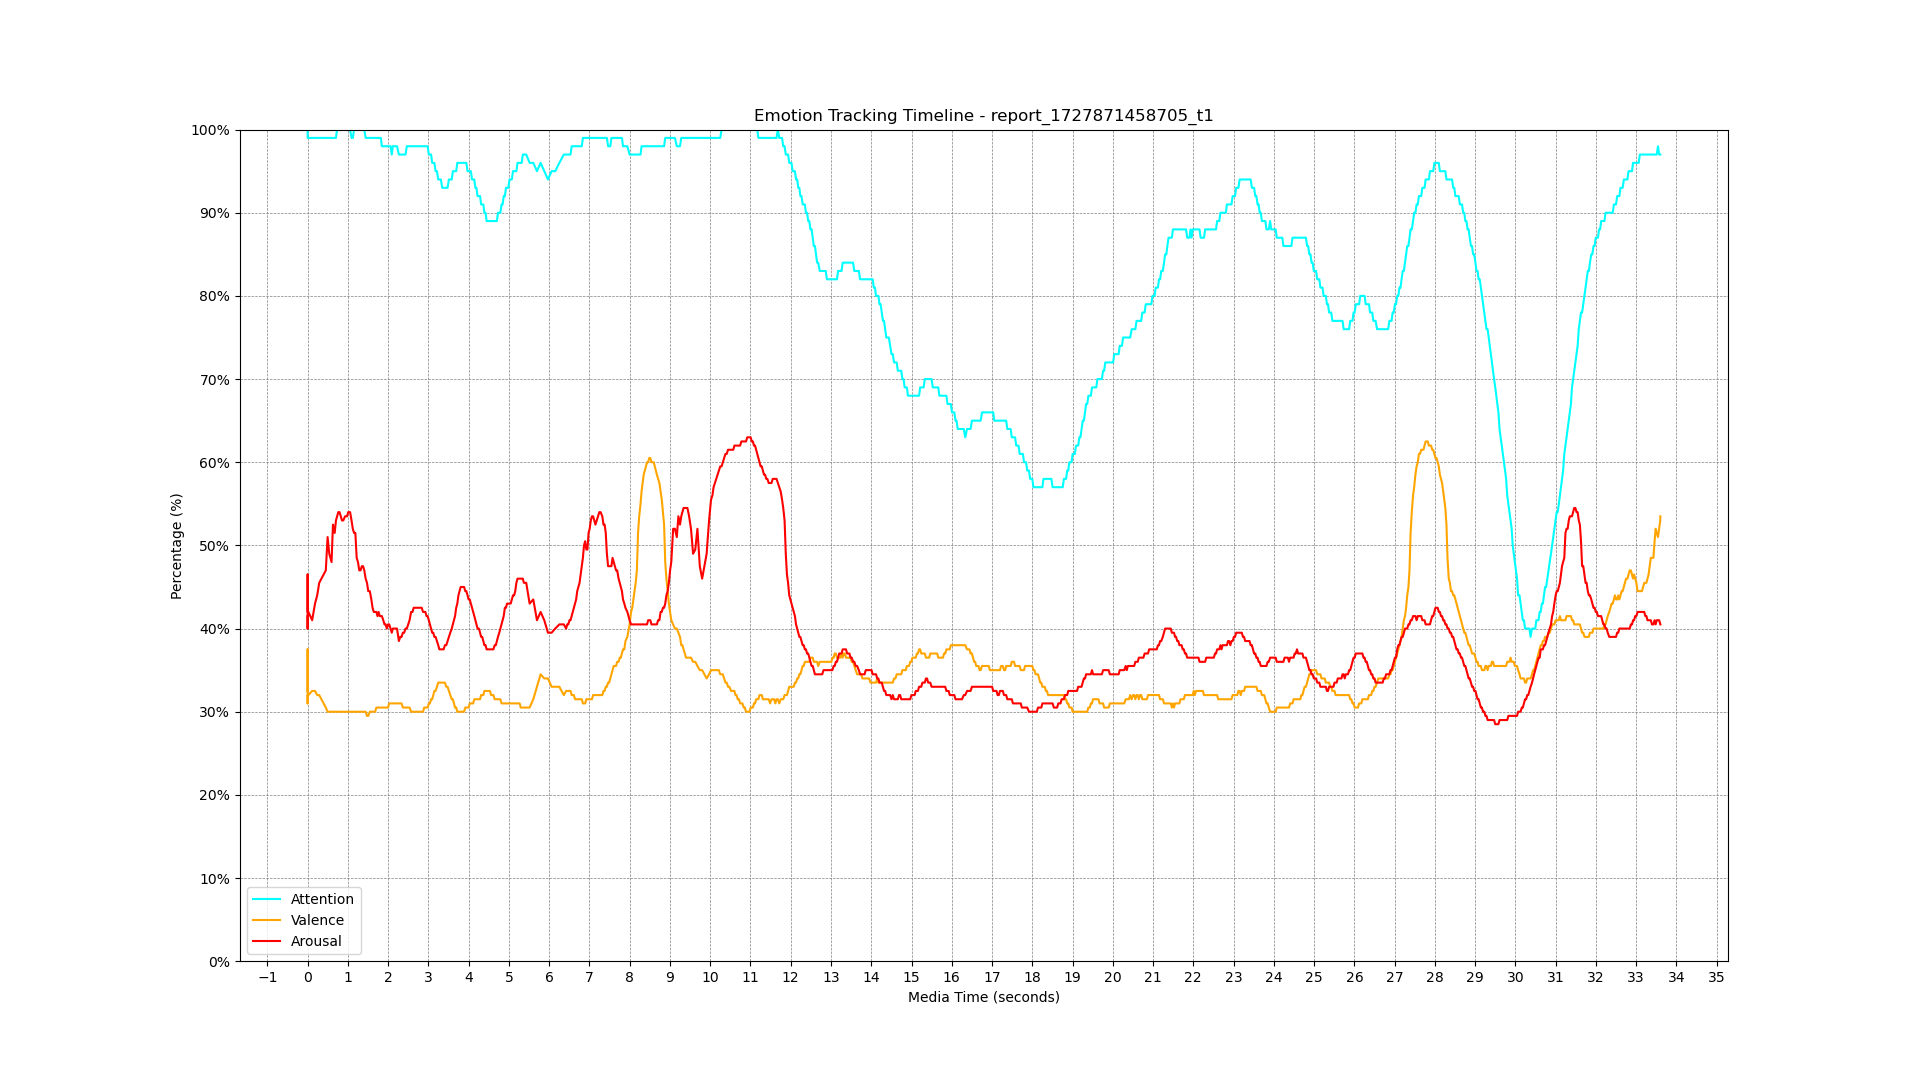 Emotion Tracking Timeline - report_1727871458705_t1
Percentage (%)
100%
90%
80%
70%
60%
50%
40%
30%
20%
10%
0%
Attention
Valence
Arousal
−1 0 1 2 3 4 5 6 7 8 9 10 11 12 13 14 15 16 17 18 19 20 21 22 23 24 25 26 27 28 29 30 31 32 33 34 35
Media Time (seconds)